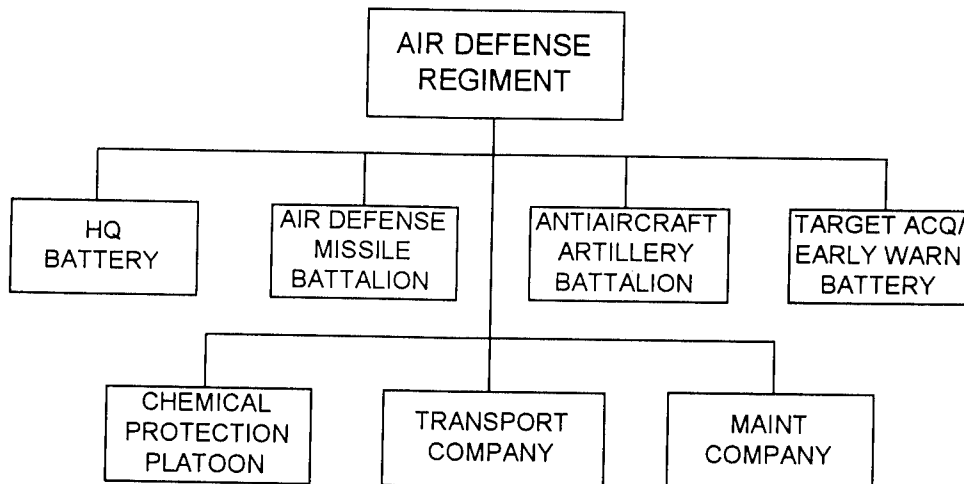 AIR DEFENSE
REGIMENT
HQ
BATTERY
AIR DEFENSE
MISSILE
BATTALION
ANTIAIRCRAFT
ARTILLERY
BATTALION
TARGET ACQ/
EARLY WARN
BATTERY
CHEMICAL
PROTECTION
PLATOON
TRANSPORT
COMPANY
MAINT
COMPANY